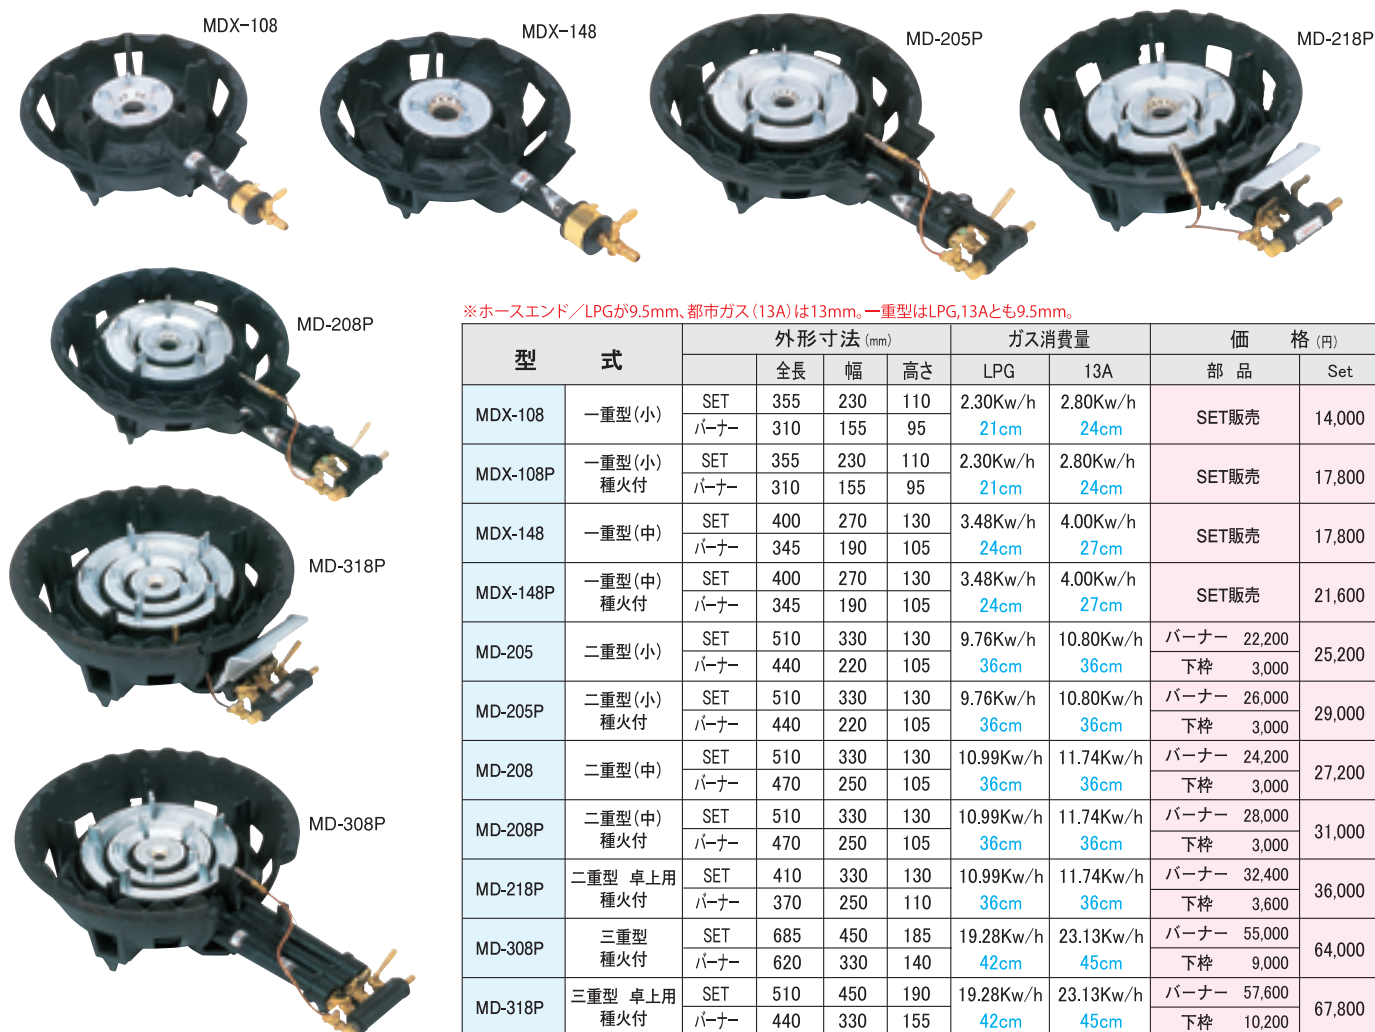 MDX-108
MDX-148
MD-205P
MD-218P
MD-208P
MD-318P
MD-308P
※ホースエンド／LPGが9.5mm、都市ガス(13A)は13mm。一重型はLPG,13Aとも9.5mm。
型 式 外形寸法(mm) ガス消費量 価 格(円)
全長 幅 高さ LPG 13A 部 品 Set
MDX-108 一重型(小) SET 355 230 110 2.30Kw/h 2.80Kw/h SET販売 14,000
バーナー 310 155 95 21cm 24cm
MDX-108P 一重型(小) 種火付 SET 355 230 110 2.30Kw/h 2.80Kw/h SET販売 17,800
バーナー 310 155 95 21cm 24cm
MDX-148 一重型(中) SET 400 270 130 3.48Kw/h 4.00Kw/h SET販売 17,800
バーナー 345 190 105 24cm 27cm
MDX-148P 一重型(中) 種火付 SET 400 270 130 3.48Kw/h 4.00Kw/h SET販売 21,600
バーナー 345 190 105 24cm 27cm
MD-205 二重型(小) SET 510 330 130 9.76Kw/h 10.80Kw/h バーナー 22,200 25,200
バーナー 440 220 105 36cm 36cm 下枠 3,000
MD-205P 二重型(小) 種火付 SET 510 330 130 9.76Kw/h 10.80Kw/h バーナー 26,000 29,000
バーナー 440 220 105 36cm 36cm 下枠 3,000
MD-208 二重型(中) SET 510 330 130 10.99Kw/h 11.74Kw/h バーナー 24,200 27,200
バーナー 470 250 105 36cm 36cm 下枠 3,000
MD-208P 二重型(中) 種火付 SET 510 330 130 10.99Kw/h 11.74Kw/h バーナー 28,000 31,000
バーナー 470 250 105 36cm 36cm 下枠 3,000
MD-218P 二重型 卓上用 種火付 SET 410 330 130 10.99Kw/h 11.74Kw/h バーナー 32,400 36,000
バーナー 370 250 110 36cm 36cm 下枠 3,600
MD-308P 三重型 種火付 SET 685 450 185 19.28Kw/h 23.13Kw/h バーナー 55,000 64,000
バーナー 620 330 140 42cm 45cm 下枠 9,000
MD-318P 三重型 卓上用 種火付 SET 510 450 190 19.28Kw/h 23.13Kw/h バーナー 57,600 67,800
バーナー 440 330 155 42cm 45cm 下枠 10,200